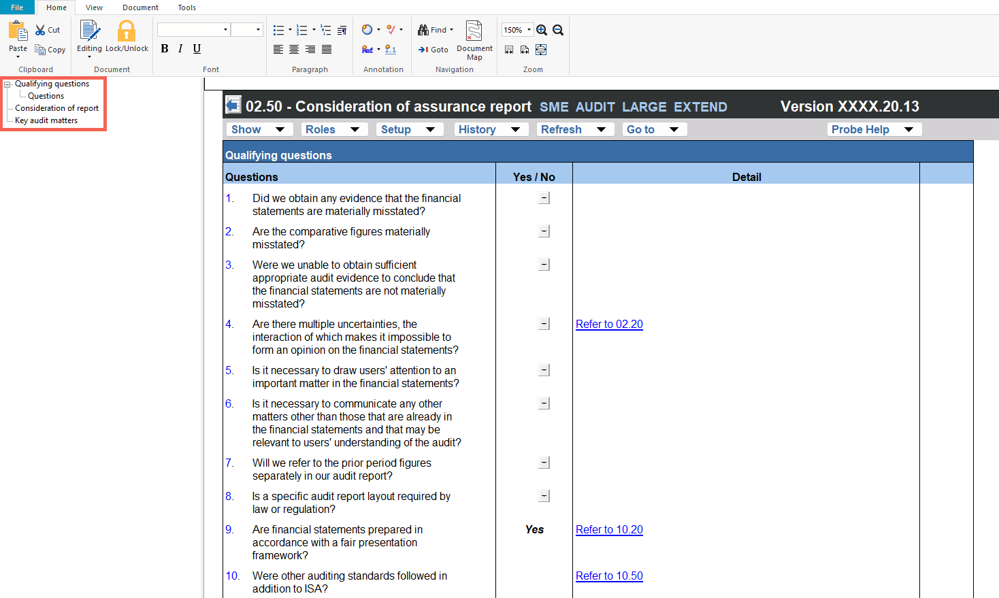 File Home View Document Tools
Cut
Find
150%
Paste Copy Editing Lock/Unlock B I U Ref 1.1 Goto Document Map
Clipboard Document Font Paragraph Annotation Navigation Zoom
Qualifying questions
Questions
Consideration of report
Key audit matters
02.50 - Consideration of assurance report SME AUDIT LARGE EXTEND Version XXXX.20.13
Show Roles Setup History Refresh Go to Probe Help
Qualifying questions
Questions Yes / No Detail
1. Did we obtain any evidence that the financial
statements are materially misstated?
2. Are the comparative figures materially
misstated?
3. Were we unable to obtain sufficient
appropriate audit evidence to conclude that
the financial statements are not materially
misstated?
4. Are there multiple uncertainties, the Refer to 02.20
interaction of which makes it impossible to
form an opinion on the financial statements?
5. Is it necessary to draw users' attention to an
important matter in the financial statements?
6. Is it necessary to communicate any other
matters other than those that are already in
the financial statements and that may be
relevant to users' understanding of the audit?
7. Will we refer to the prior period figures
separately in our audit report?
8. Is a specific audit report layout required by
law or regulation?
9. Are financial statements prepared in Yes Refer to 10.20
accordance with a fair presentation
framework?
10. Were other auditing standards followed in Refer to 10.50
addition to ISA?